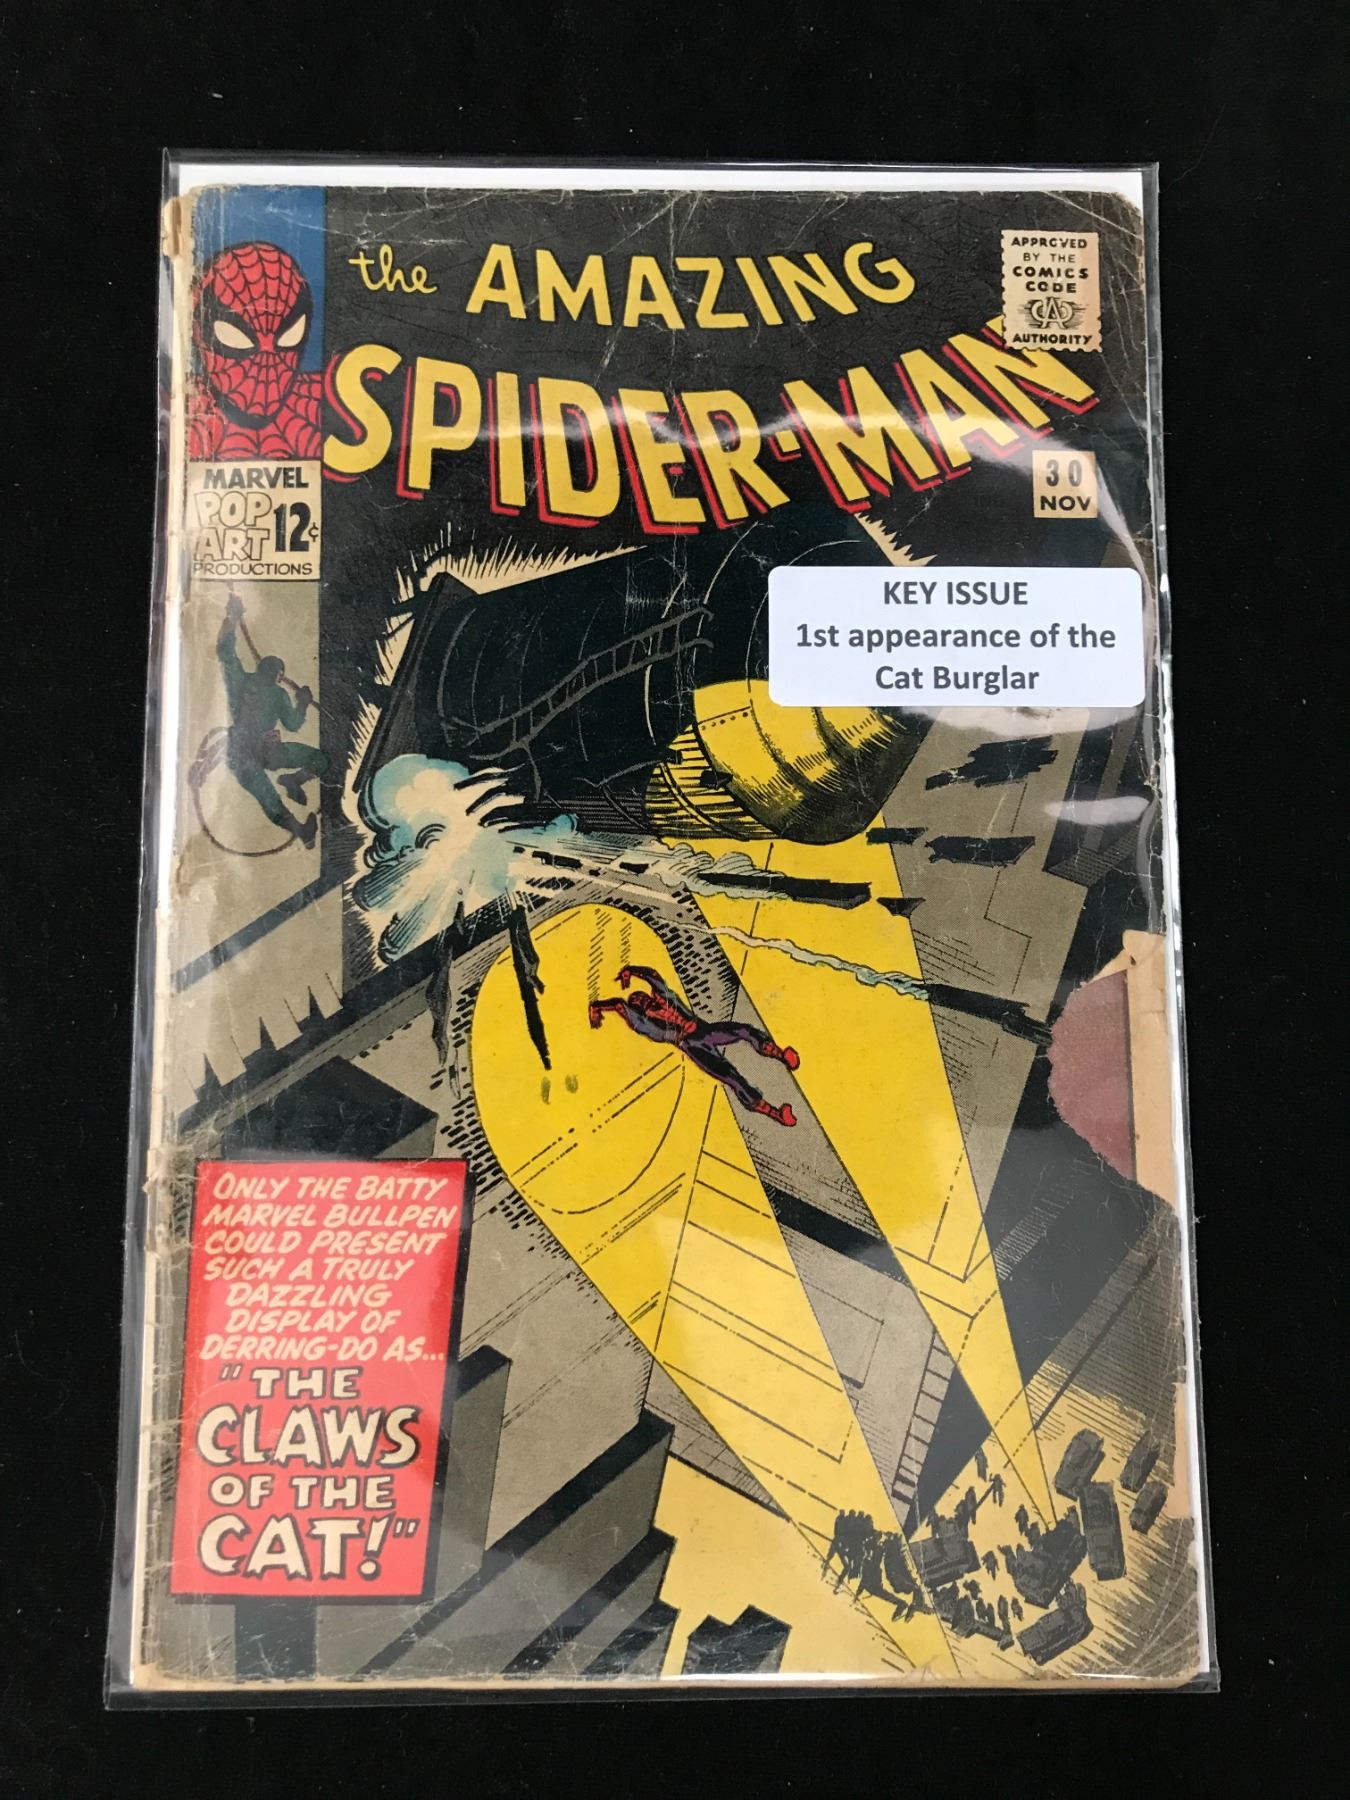 the AMAZING
SPIDER-MAN
APPROVED
BY THE
COMICS
CODE
CA
AUTHORITY
MARVEL
POP
ART 12¢
PRODUCTIONS
30
NOV
KEY ISSUE
1st appearance of the
Cat Burglar
ONLY THE BATTY
MARVEL BULLPEN
COULD PRESENT
SUCH A TRULY
DAZZLING
DISPLAY OF
DERRING-DO AS...
"THE
CLAWS
OF THE
CAT!"